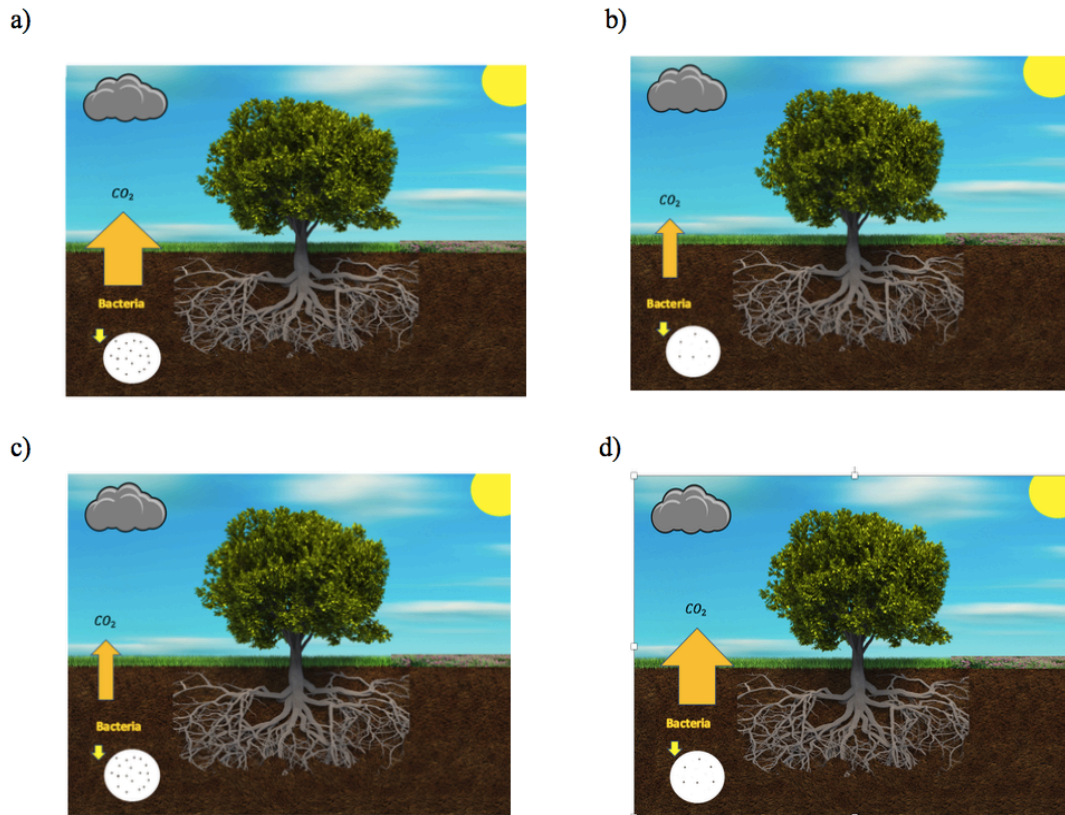 a)
b)
CO₂
CO₂
Bacteria
Bacteria
c)
d)
CO₂
CO₂
Bacteria
Bacteria